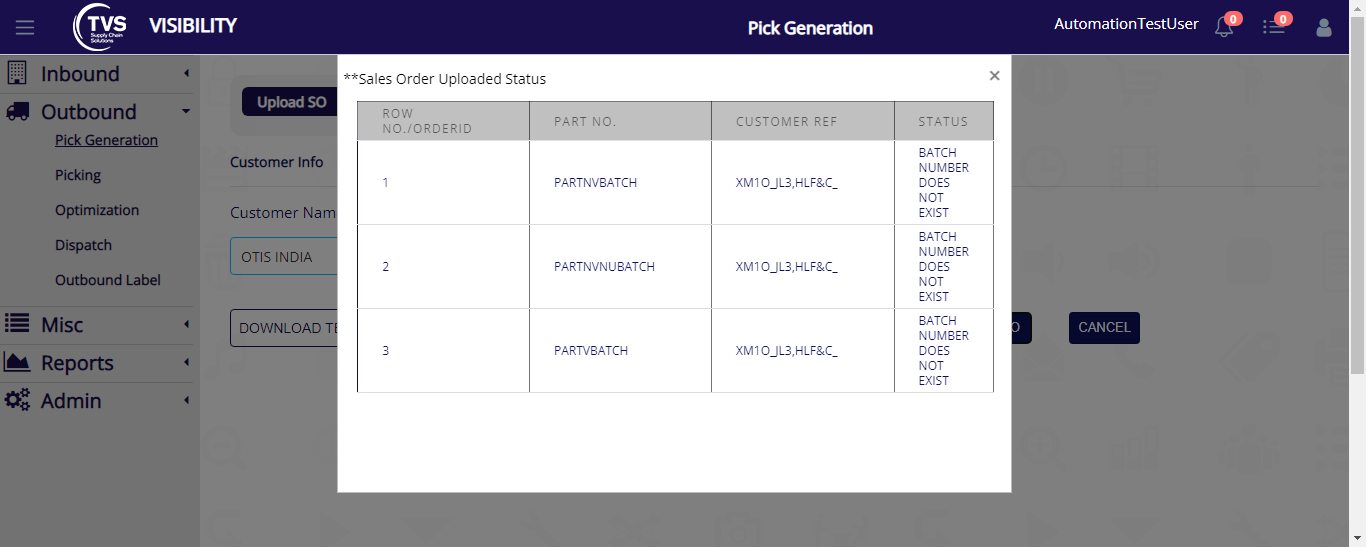 TVS
Supply Chain
Solutions
VISIBILITY
Pick Generation
AutomationTestUser
0
0
Inbound
Outbound
Pick Generation
Picking
Optimization
Dispatch
Outbound Label
Misc
Reports
Admin
Upload SO
Customer Info
Customer Nam
OTIS INDIA
DOWNLOAD TE
O
CANCEL
**Sales Order Uploaded Status
×
ROW
NO./ORDERID
PART NO.
CUSTOMER REF
STATUS
1
PARTNVBATCH
XM1O_JL3,HLF&C_
BATCH
NUMBER
DOES
NOT
EXIST
2
PARTNVNUBATCH
XM1O_JL3,HLF&C_
BATCH
NUMBER
DOES
NOT
EXIST
3
PARTVBATCH
XM1O_JL3,HLF&C_
BATCH
NUMBER
DOES
NOT
EXIST